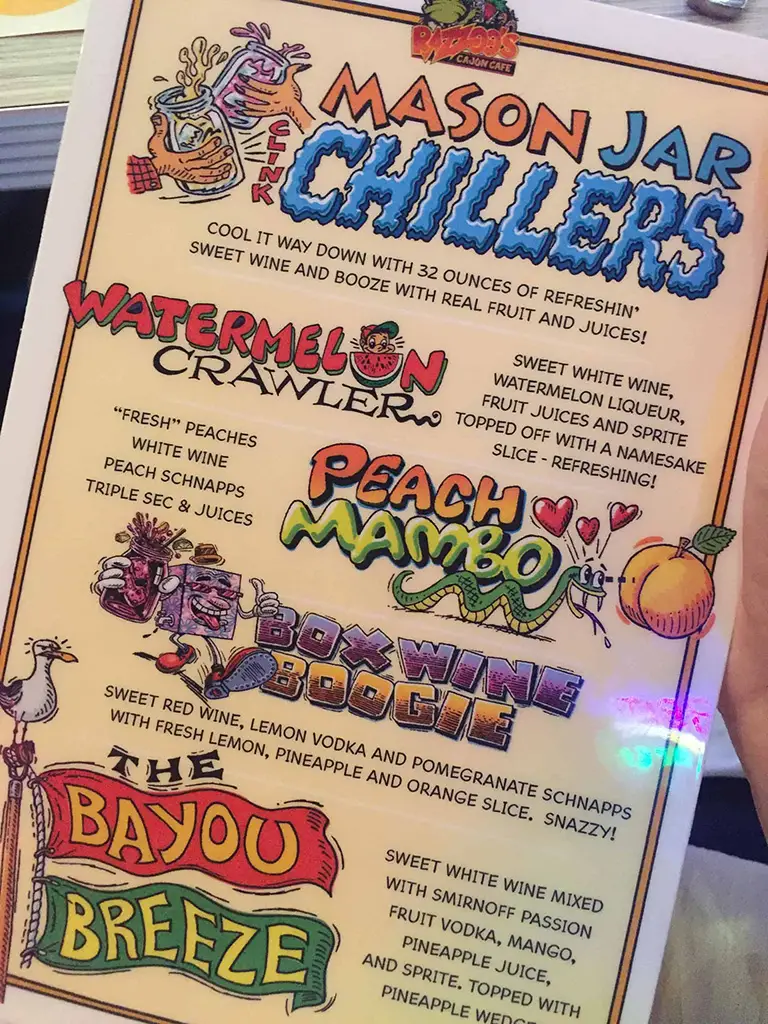 RAZZOO'S
CAJUN CAFE
MASON JAR
CHILLERS
CLINK
COOL IT WAY DOWN WITH 32 OUNCES OF REFRESHIN'
SWEET WINE AND BOOZE WITH REAL FRUIT AND JUICES!
WATERMELON
CRAWLER
SWEET WHITE WINE,
WATERMELON LIQUEUR,
FRUIT JUICES AND SPRITE
TOPPED OFF WITH A NAMESAKE
SLICE - REFRESHING!
"FRESH" PEACHES
WHITE WINE
PEACH SCHNAPPS
TRIPLE SEC & JUICES
PEACH
MAMBO
BOX WINE
BOOGIE
SWEET RED WINE, LEMON VODKA AND POMEGRANATE SCHNAPPS
WITH FRESH LEMON, PINEAPPLE AND ORANGE SLICE. SNAZZY!
THE
BAYOU
BREEZE
SWEET WHITE WINE MIXED
WITH SMIRNOFF PASSION
FRUIT VODKA, MANGO,
PINEAPPLE JUICE,
AND SPRITE. TOPPED WITH
PINEAPPLE WEDGE